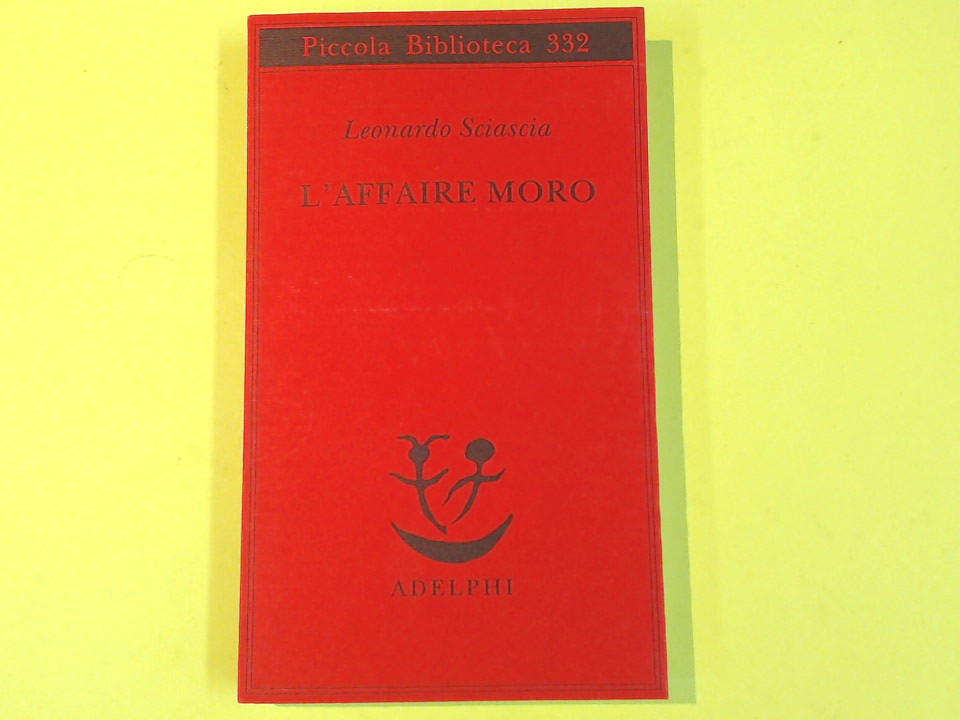 Piccola Biblioteca 332
Leonardo Sciascia
L'AFFAIRE MORO
ADELPHI